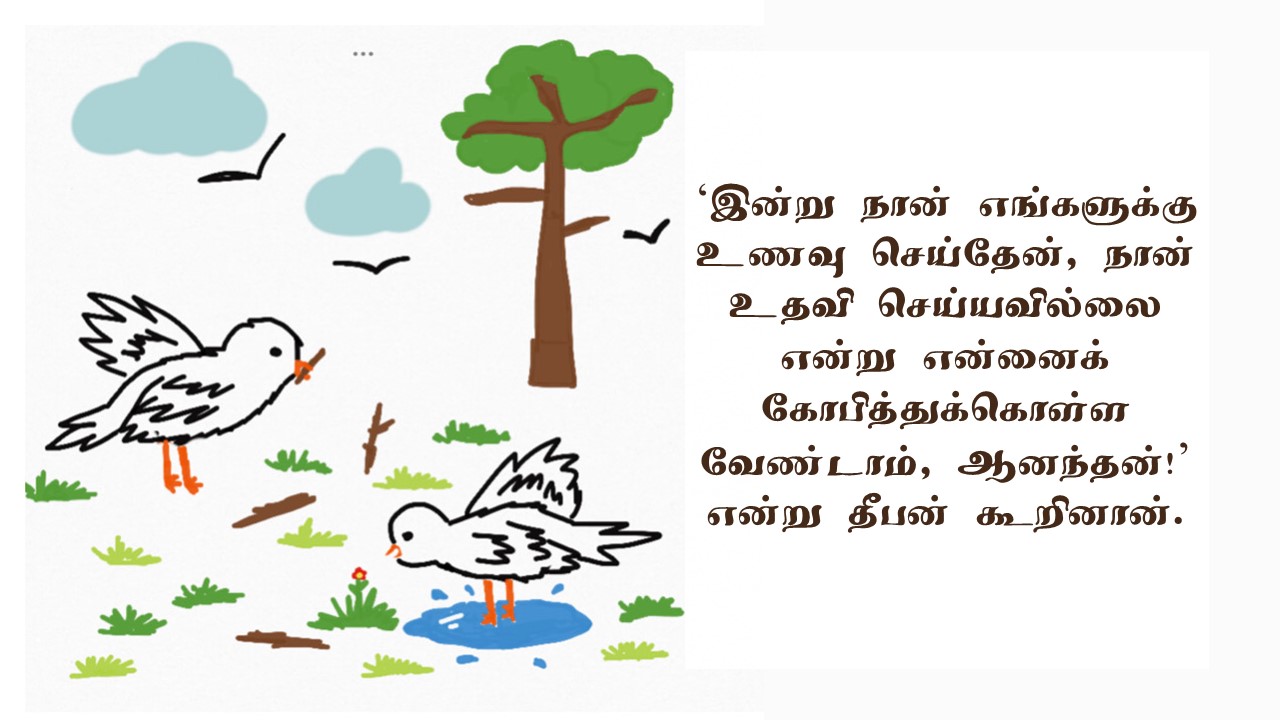 ‘இன்று நான் எங்களுக்கு
உணவு செய்தேன், நான்
உதவி செய்யவில்லை
என்று என்னைக்
கோபித்துக்கொள்ள
வேண்டாம், ஆனந்தன்!’
என்று தீபன் கூறினான்.